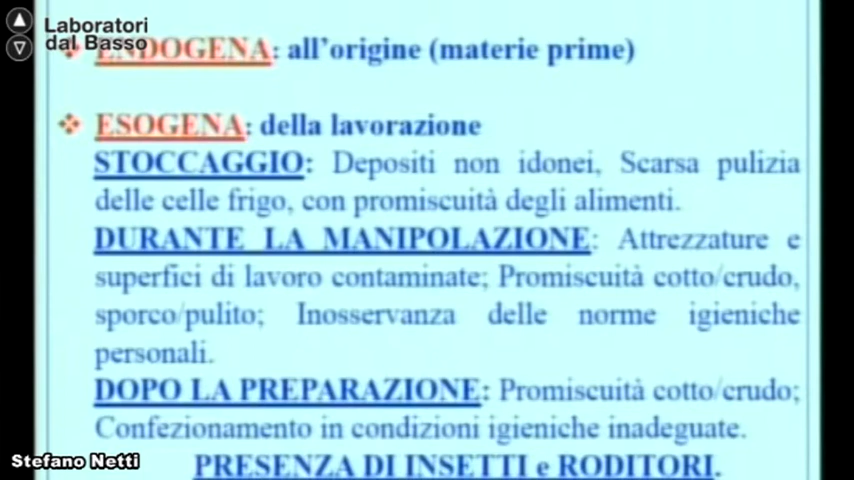 Laboratori
dal Basso
ENDOGENA: all'origine (materie prime)
ESOGENA: della lavorazione
STOCCAGGIO: Depositi non idonei, Scarsa pulizia
delle celle frigo, con promiscuità degli alimenti.
DURANTE LA MANIPOLAZIONE: Attrezzature e
superfici di lavoro contaminate; Promiscuità cotto/crudo,
sporco/pulito; Inosservanza delle norme igieniche
personali.
DOPO LA PREPARAZIONE: Promiscuità cotto/crudo;
Confezionamento in condizioni igieniche inadeguate.
PRESENZA DI INSETTI e RODITORI.
Stefano Netti